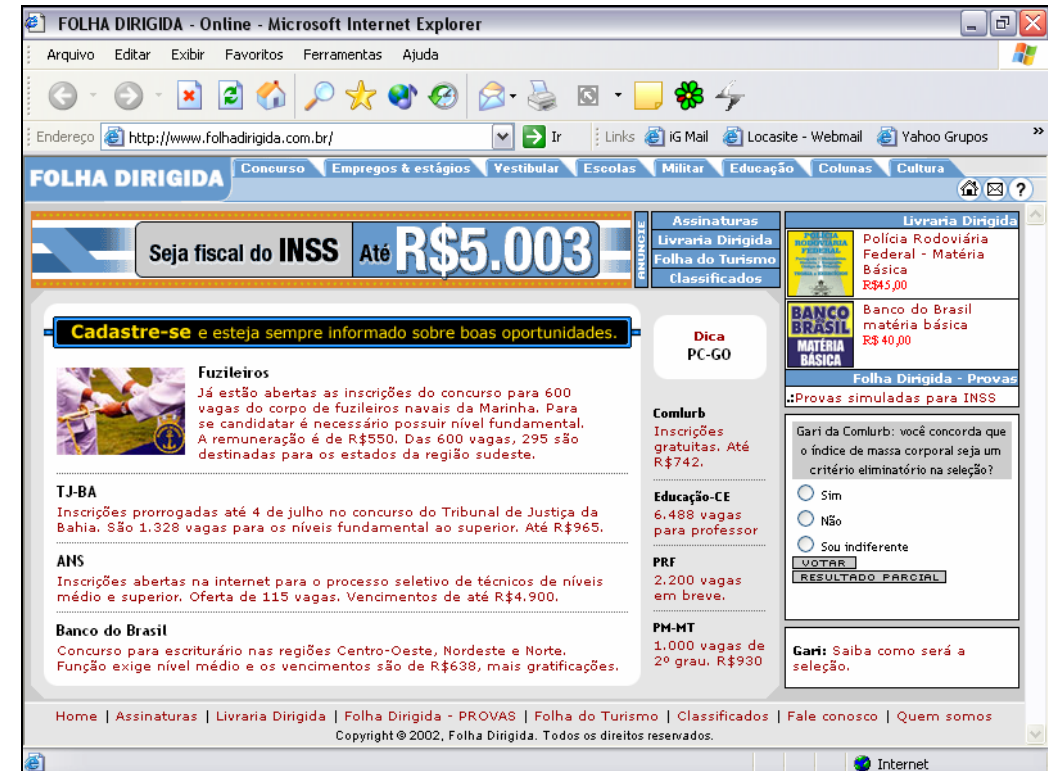 FOLHA DIRIGIDA - Online - Microsoft Internet Explorer
Arquivo Editar Exibir Favoritos Ferramentas Ajuda
Endereço http://www.folhadirigida.com.br/ Ir Links iG Mail Locasite - Webmail Yahoo Grupos »
FOLHA DIRIGIDA
Concurso Empregos & estágios Vestibular Escolas Militar Educação Colunas Cultura
?
Seja fiscal do INSS Até R$5.003
ANUNCIE
Assinaturas
Livraria Dirigida
Folha do Turismo
Classificados
Cadastre-se e esteja sempre informado sobre boas oportunidades.
Fuzileiros
Já estão abertas as inscrições do concurso para 600
vagas do corpo de fuzileiros navais da Marinha. Para
se candidatar é necessário possuir nível fundamental.
A remuneração é de R$550. Das 600 vagas, 295 são
destinadas para os estados da região sudeste.
TJ-BA
Inscrições prorrogadas até 4 de julho no concurso do Tribunal de Justiça da
Bahia. São 1.328 vagas para os níveis fundamental ao superior. Até R$965.
ANS
Inscrições abertas na internet para o processo seletivo de técnicos de níveis
médio e superior. Oferta de 115 vagas. Vencimentos de até R$4.900.
Banco do Brasil
Concurso para escriturário nas regiões Centro-Oeste, Nordeste e Norte.
Função exige nível médio e os vencimentos são de R$638, mais gratificações.
Dica
PC-GO
Comlurb
Inscrições
gratuitas. Até
R$742.
Educação-CE
6.488 vagas
para professor
PRF
2.200 vagas
em breve.
PM-MT
1.000 vagas de
2º grau. R$930
Livraria Dirigida
POLÍCIA
RODOVIÁRIA
FEDERAL
Polícia Rodoviária
Federal - Matéria
Básica
R$45,00
BANCO
BRASIL
MATÉRIA
BÁSICA
Banco do Brasil
matéria básica
R$ 40,00
Folha Dirigida - Provas
.:Provas simuladas para INSS
Gari da Comlurb: você concorda que
o índice de massa corporal seja um
critério eliminatório na seleção?
Sim
Não
Sou indiferente
VOTAR
RESULTADO PARCIAL
Gari: Saiba como será a
seleção.
Home | Assinaturas | Livraria Dirigida | Folha Dirigida - PROVAS | Folha do Turismo | Classificados | Fale conosco | Quem somos
Copyright © 2002, Folha Dirigida. Todos os direitos reservados.
Internet